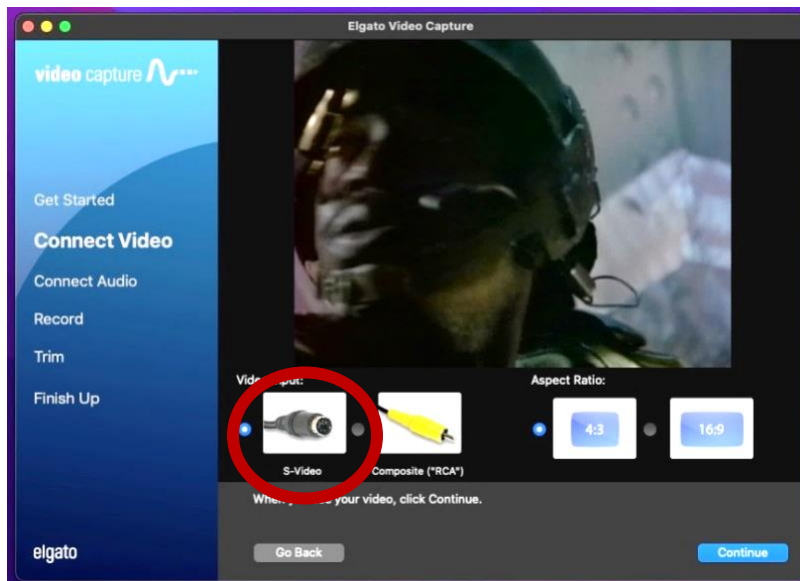 Elgato Video Capture
video capture
Get Started
Connect Video
Connect Audio
Record
Trim
Finish Up
elgato
Aspect Ratio:
4:3
16:9
S-Video
Composite ("RCA")
your video, click Continue.
Go Back
Continue